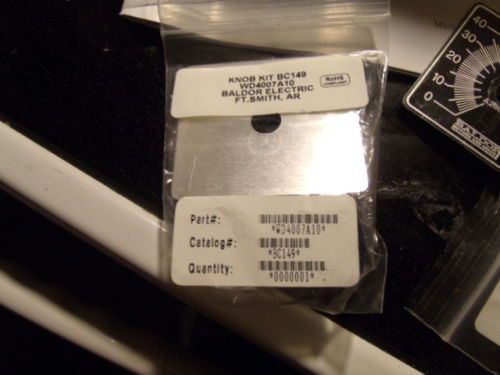 KNOB KIT BC149
WD4007A10
BALDOR ELECTRIC
FT.SMITH, AR
RoHS
COMPLIANT
Part#:
*WD4007A10*
Catalog#:
*BC149*
Quantity:
*0000001*
40
30
20
10
0